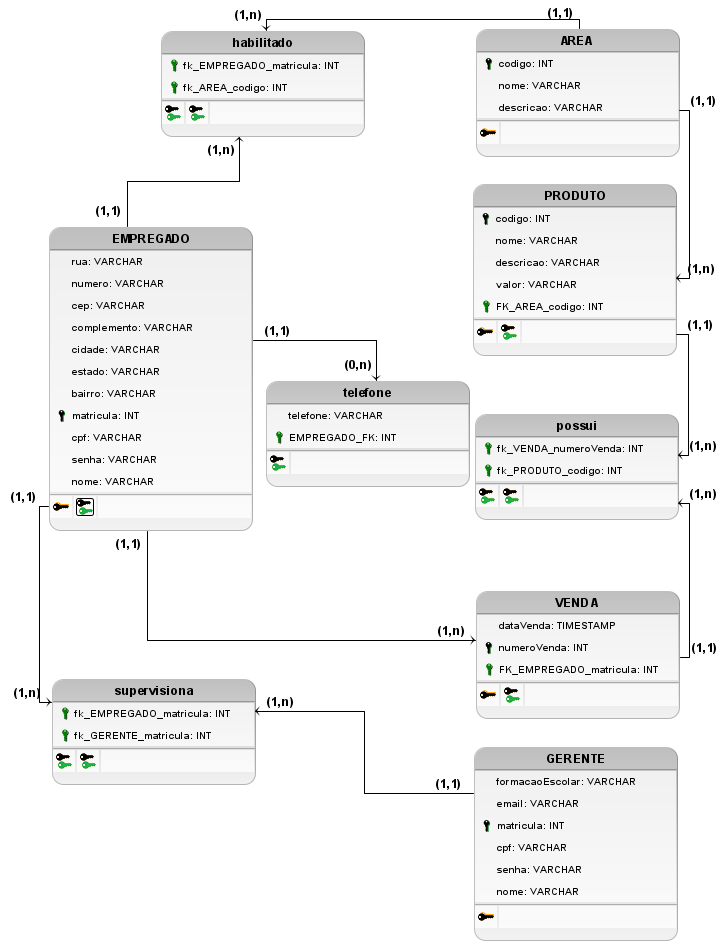 (1,n)
(1,1)
habilitado
fk_EMPREGADO_matricula: INT
fk_AREA_codigo: INT
AREA
codigo: INT
nome: VARCHAR
descricao: VARCHAR
(1,1)
(1,n)
(1,1)
PRODUTO
codigo: INT
nome: VARCHAR
descricao: VARCHAR
valor: VARCHAR
FK_AREA_codigo: INT
(1,n)
(1,1)
EMPREGADO
rua: VARCHAR
numero: VARCHAR
cep: VARCHAR
complemento: VARCHAR
cidade: VARCHAR
estado: VARCHAR
bairro: VARCHAR
matricula: INT
cpf: VARCHAR
senha: VARCHAR
nome: VARCHAR
(1,1)
(0,n)
telefone
telefone: VARCHAR
EMPREGADO_FK: INT
possui
fk_VENDA_numeroVenda: INT
fk_PRODUTO_codigo: INT
(1,n)
(1,n)
(1,1)
(1,1)
(1,n)
VENDA
dataVenda: TIMESTAMP
numeroVenda: INT
FK_EMPREGADO_matricula: INT
(1,1)
(1,n)
supervisiona
fk_EMPREGADO_matricula: INT
fk_GERENTE_matricula: INT
(1,n)
(1,1)
GERENTE
formacaoEscolar: VARCHAR
email: VARCHAR
matricula: INT
cpf: VARCHAR
senha: VARCHAR
nome: VARCHAR